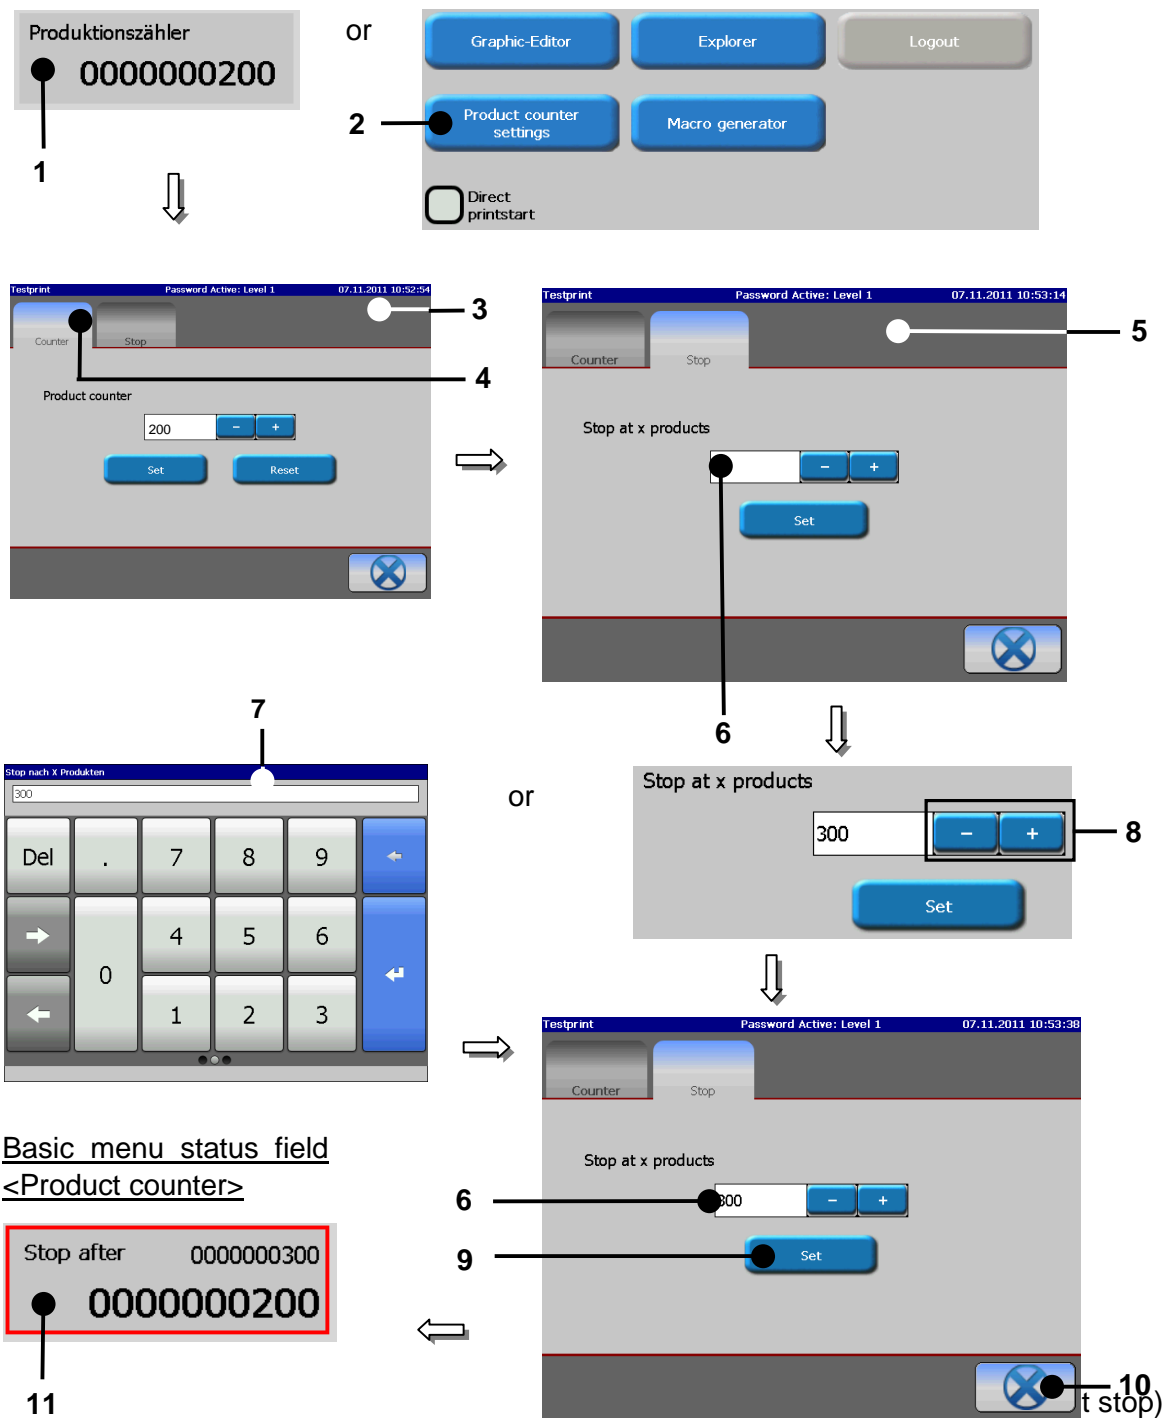 Produktionszähler
0000000200
1
or
Graphic-Editor
Explorer
Logout
2
Product counter
settings
Macro generator
Direct
printstart
Testprint Password Active: Level 1 07.11.2011 10:52:54
3
Counter
Stop
4
Product counter
200
-
+
Set
Reset
Testprint Password Active: Level 1 07.11.2011 10:53:14
5
Counter
Stop
Stop at x products
-
+
Set
6
7
Stop nach X Produkten
300
Del
.
7
8
9
4
5
6
0
1
2
3
or
Stop at x products
300
-
+
8
Set
Testprint Password Active: Level 1 07.11.2011 10:53:38
Counter
Stop
Stop at x products
6
300
-
+
9
Set
10
t stop)
Basic menu status field
<Product counter>
Stop after 0000000300
0000000200
11